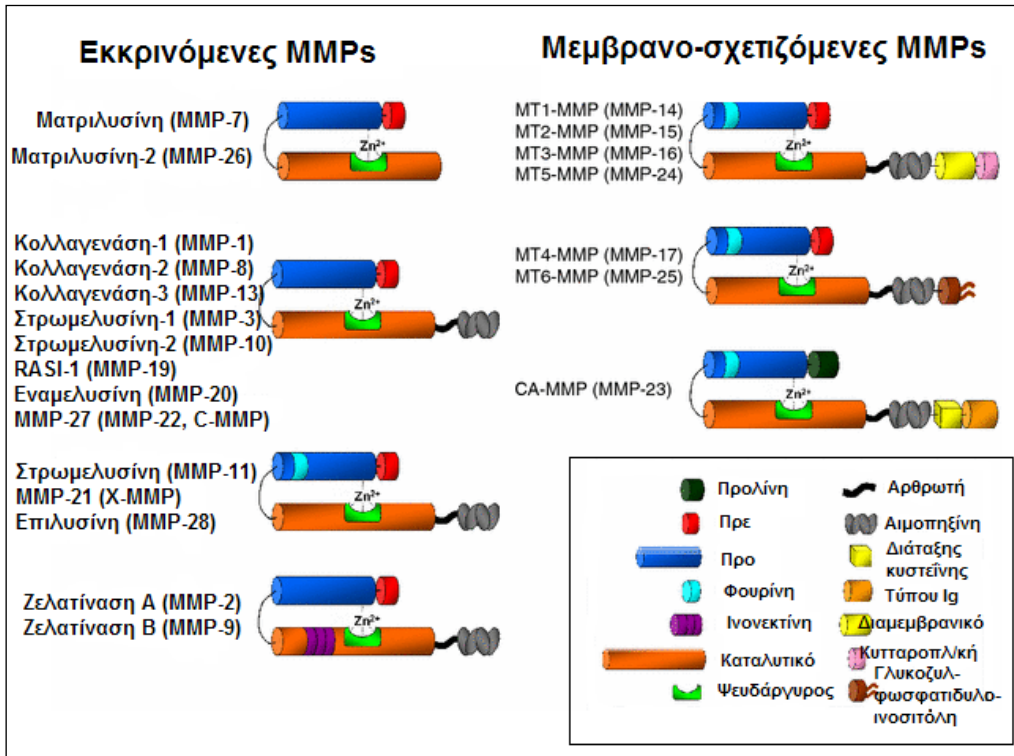 Εκκρινόμενες MMPs
Ματριλυσίνη (MMP-7)
Ματριλυσίνη-2 (MMP-26)
Zn²⁺
Κολλαγενάση-1 (MMP-1)
Κολλαγενάση-2 (MMP-8)
Κολλαγενάση-3 (MMP-13)
Στρωμελυσίνη-1 (MMP-3)
Στρωμελυσίνη-2 (MMP-10)
RASI-1 (MMP-19)
Εναμελυσίνη (MMP-20)
MMP-27 (MMP-22, C-MMP)
Zn²⁺
Στρωμελυσίνη (MMP-11)
MMP-21 (X-MMP)
Επιλυσίνη (MMP-28)
Zn²⁺
Ζελατίναση Α (MMP-2)
Ζελατίναση Β (MMP-9)
Zn²⁺
Μεμβρανο-σχετιζόμενες MMPs
MT1-MMP (MMP-14)
MT2-MMP (MMP-15)
MT3-MMP (MMP-16)
MT5-MMP (MMP-24)
Zn²⁺
MT4-MMP (MMP-17)
MT6-MMP (MMP-25)
Zn²⁺
CA-MMP (MMP-23)
Zn²⁺
Προλίνη
Πρε
Προ
Φουρίνη
Ινονεκτίνη
Καταλυτικό
Ψευδάργυρος
Αρθρωτή
Αιμοπηξίνη
Διάταξης
κυστεΐνης
Τύπου Ig
Διαμεμβρανικό
Κυτταροπλ/κή
Γλυκοζυλ-
φωσφατιδυλο-
ινοσιτόλη